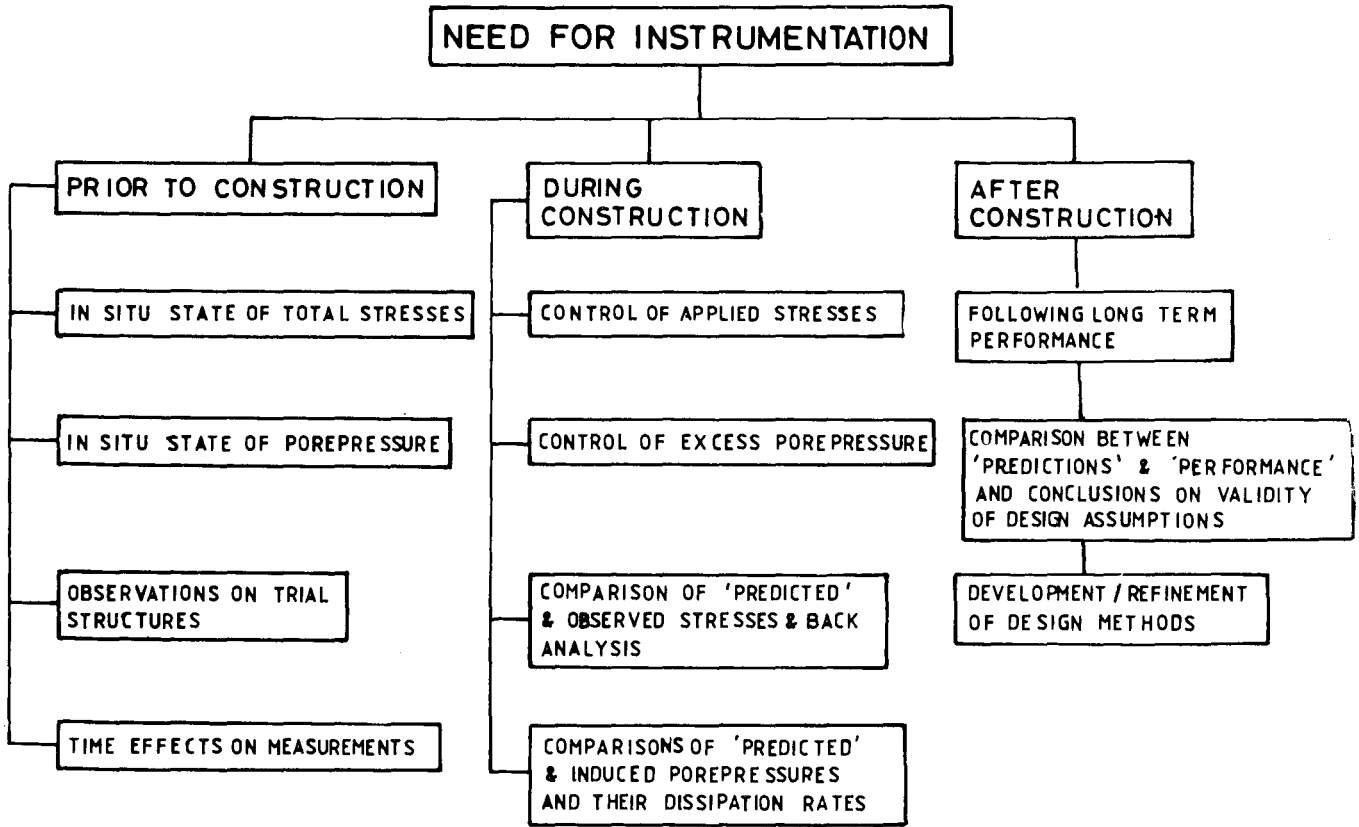 NEED FOR INSTRUMENTATION
PRIOR TO CONSTRUCTION
IN SITU STATE OF TOTAL STRESSES
IN SITU STATE OF POREPRESSURE
OBSERVATIONS ON TRIAL
STRUCTURES
TIME EFFECTS ON MEASUREMENTS
DURING
CONSTRUCTION
CONTROL OF APPLIED STRESSES
CONTROL OF EXCESS POREPRESSURE
COMPARISON OF 'PREDICTED'
& OBSERVED STRESSES & BACK
ANALYSIS
COMPARISONS OF 'PREDICTED'
& INDUCED POREPRESSURES
AND THEIR DISSIPATION RATES
AFTER
CONSTRUCTION
FOLLOWING LONG TERM
PERFORMANCE
COMPARISON BETWEEN
'PREDICTIONS' & 'PERFORMANCE'
AND CONCLUSIONS ON VALIDITY
OF DESIGN ASSUMPTIONS
DEVELOPMENT / REFINEMENT
OF DESIGN METHODS